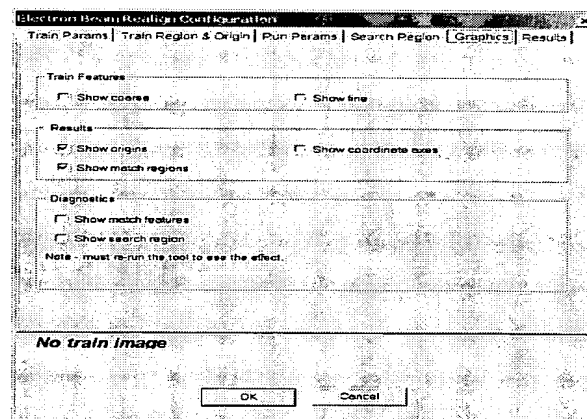 Electron Beam Realign Configuration
Train Params Train Region & Origin Run Params Search Region Graphics Results
Train Features
Show coarse Show fine
Results
Show origins Show coordinate axes
Show match regions
Diagnostics
Show match features
Show search region
Note - must re-run the tool to see the effect.
No train image
OK Cancel